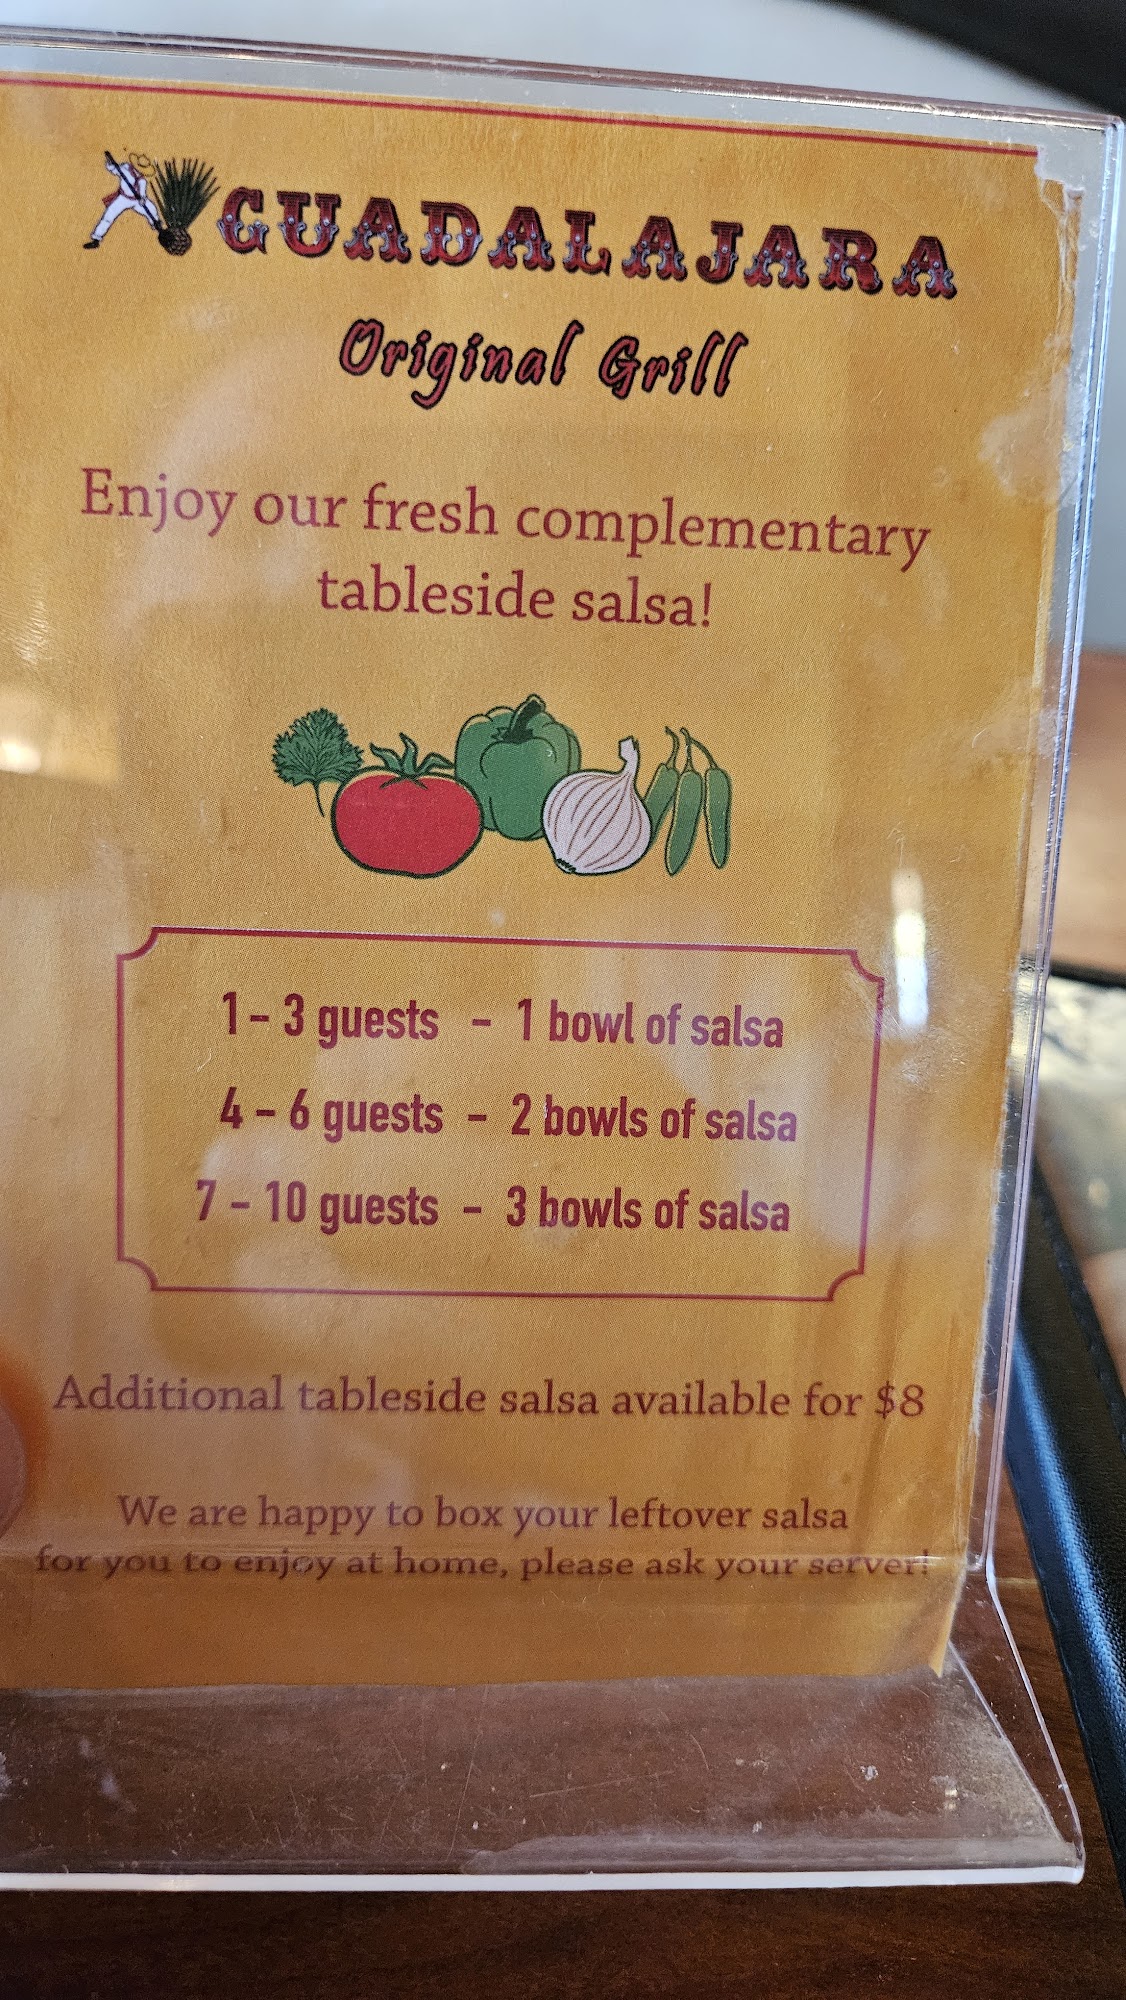 GUADALAJARA
Original Grill
Enjoy our fresh complementary
tableside salsa!
1 - 3 guests - 1 bowl of salsa
4 - 6 guests - 2 bowls of salsa
7 - 10 guests - 3 bowls of salsa
Additional tableside salsa available for $8
We are happy to box your leftover salsa
for you to enjoy at home, please ask your server!